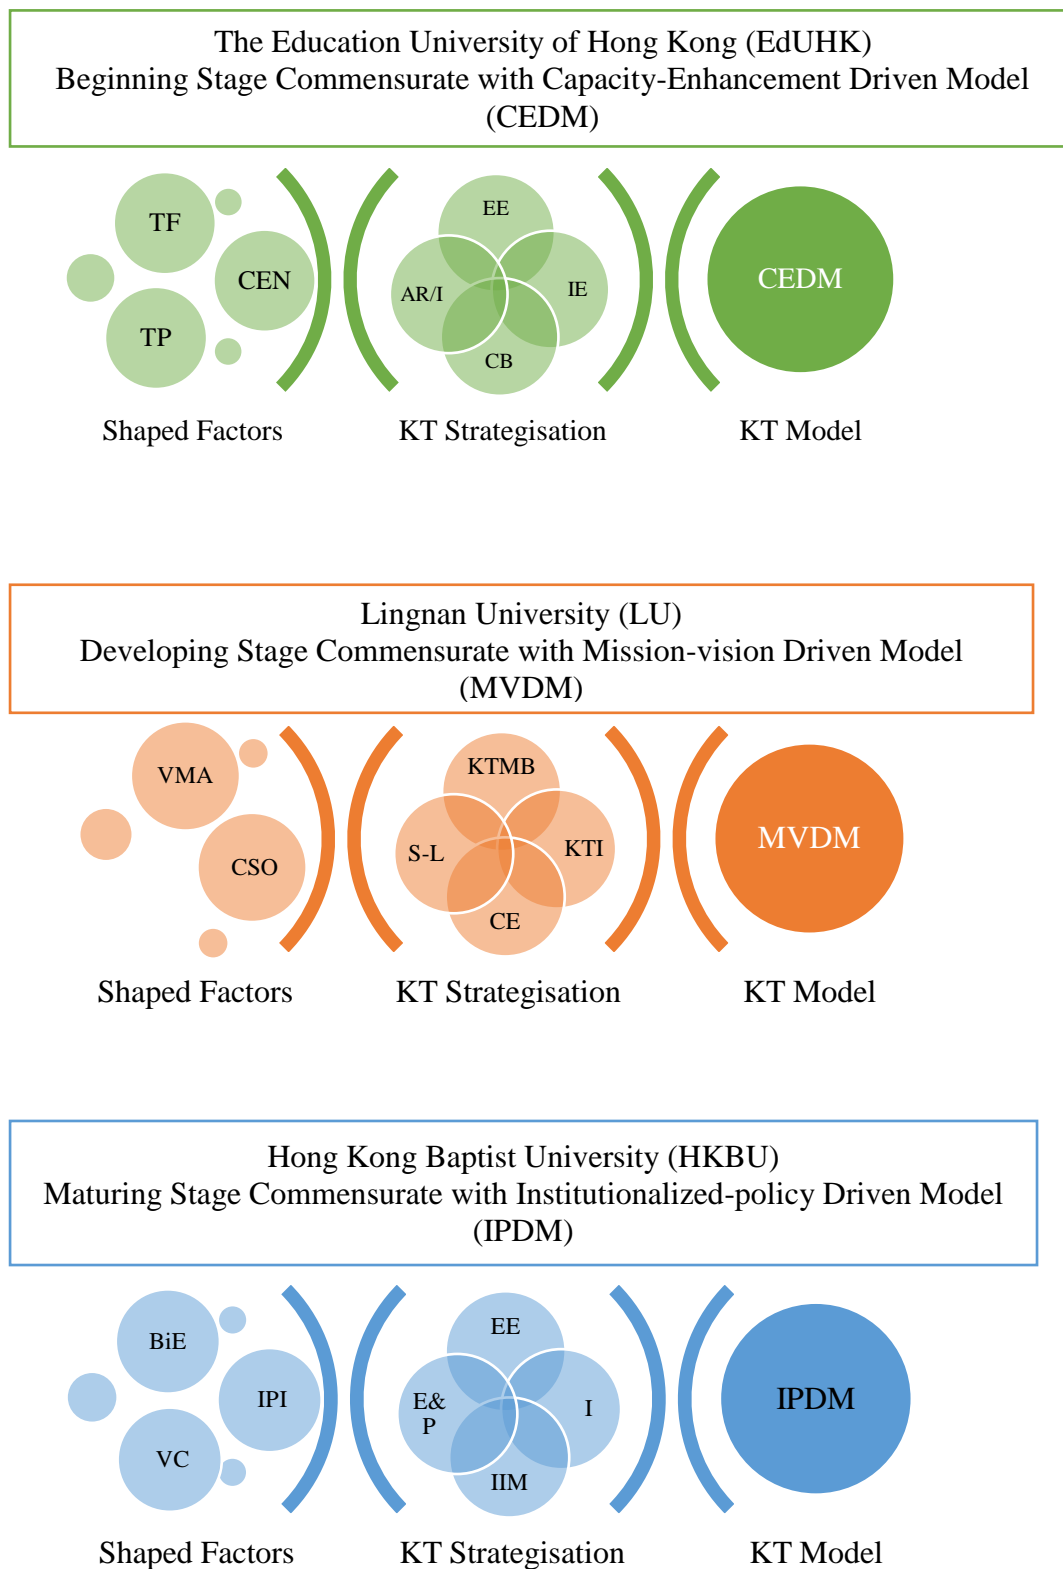 The Education University of Hong Kong (EdUHK)
Beginning Stage Commensurate with Capacity-Enhancement Driven Model
(CEDM)
TF
CEN
TP
EE
AR/I
IE
CB
CEDM
Shaped Factors
KT Strategisation
KT Model
Lingnan University (LU)
Developing Stage Commensurate with Mission-vision Driven Model
(MVDM)
VMA
CSO
KTMB
S-L
KTI
CE
MVDM
Shaped Factors
KT Strategisation
KT Model
Hong Kong Baptist University (HKBU)
Maturing Stage Commensurate with Institutionalized-policy Driven Model
(IPDM)
BiE
IPI
VC
EE
E&
P
I
IIM
IPDM
Shaped Factors
KT Strategisation
KT Model